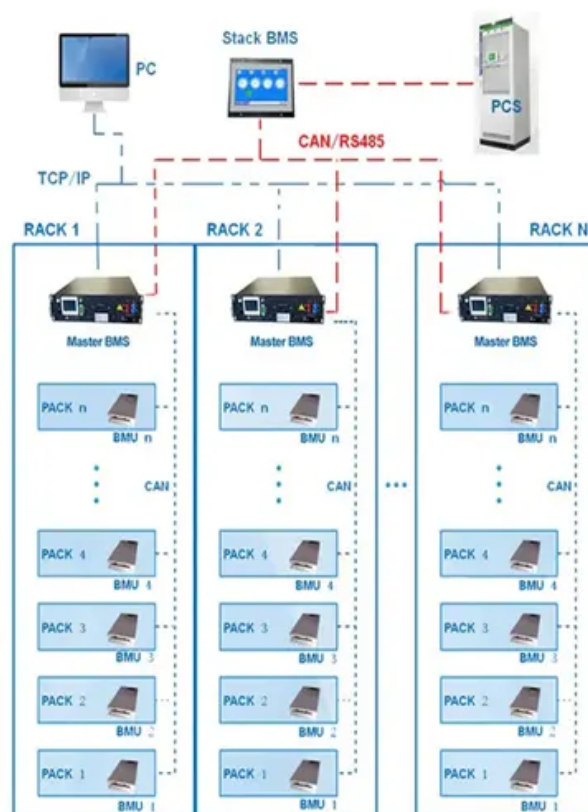 PC
Stack BMS
PCS
CAN/RS485
TCP/IP
RACK 1
RACK 2
RACK N
Master BMS
Master BMS
Master BMS
PACK n
BMU n
PACK n
BMU n
PACK n
BMU n
CAN
CAN
CAN
PACK 4
BMU 4
PACK 4
BMU 4
PACK 4
BMU 4
PACK 3
BMU 3
PACK 3
BMU 3
PACK 3
BMU 3
PACK 2
BMU 2
PACK 2
BMU 2
PACK 2
BMU 2
PACK 1
BMU 1
PACK 1
BMU 1
PACK 1
BMU 1